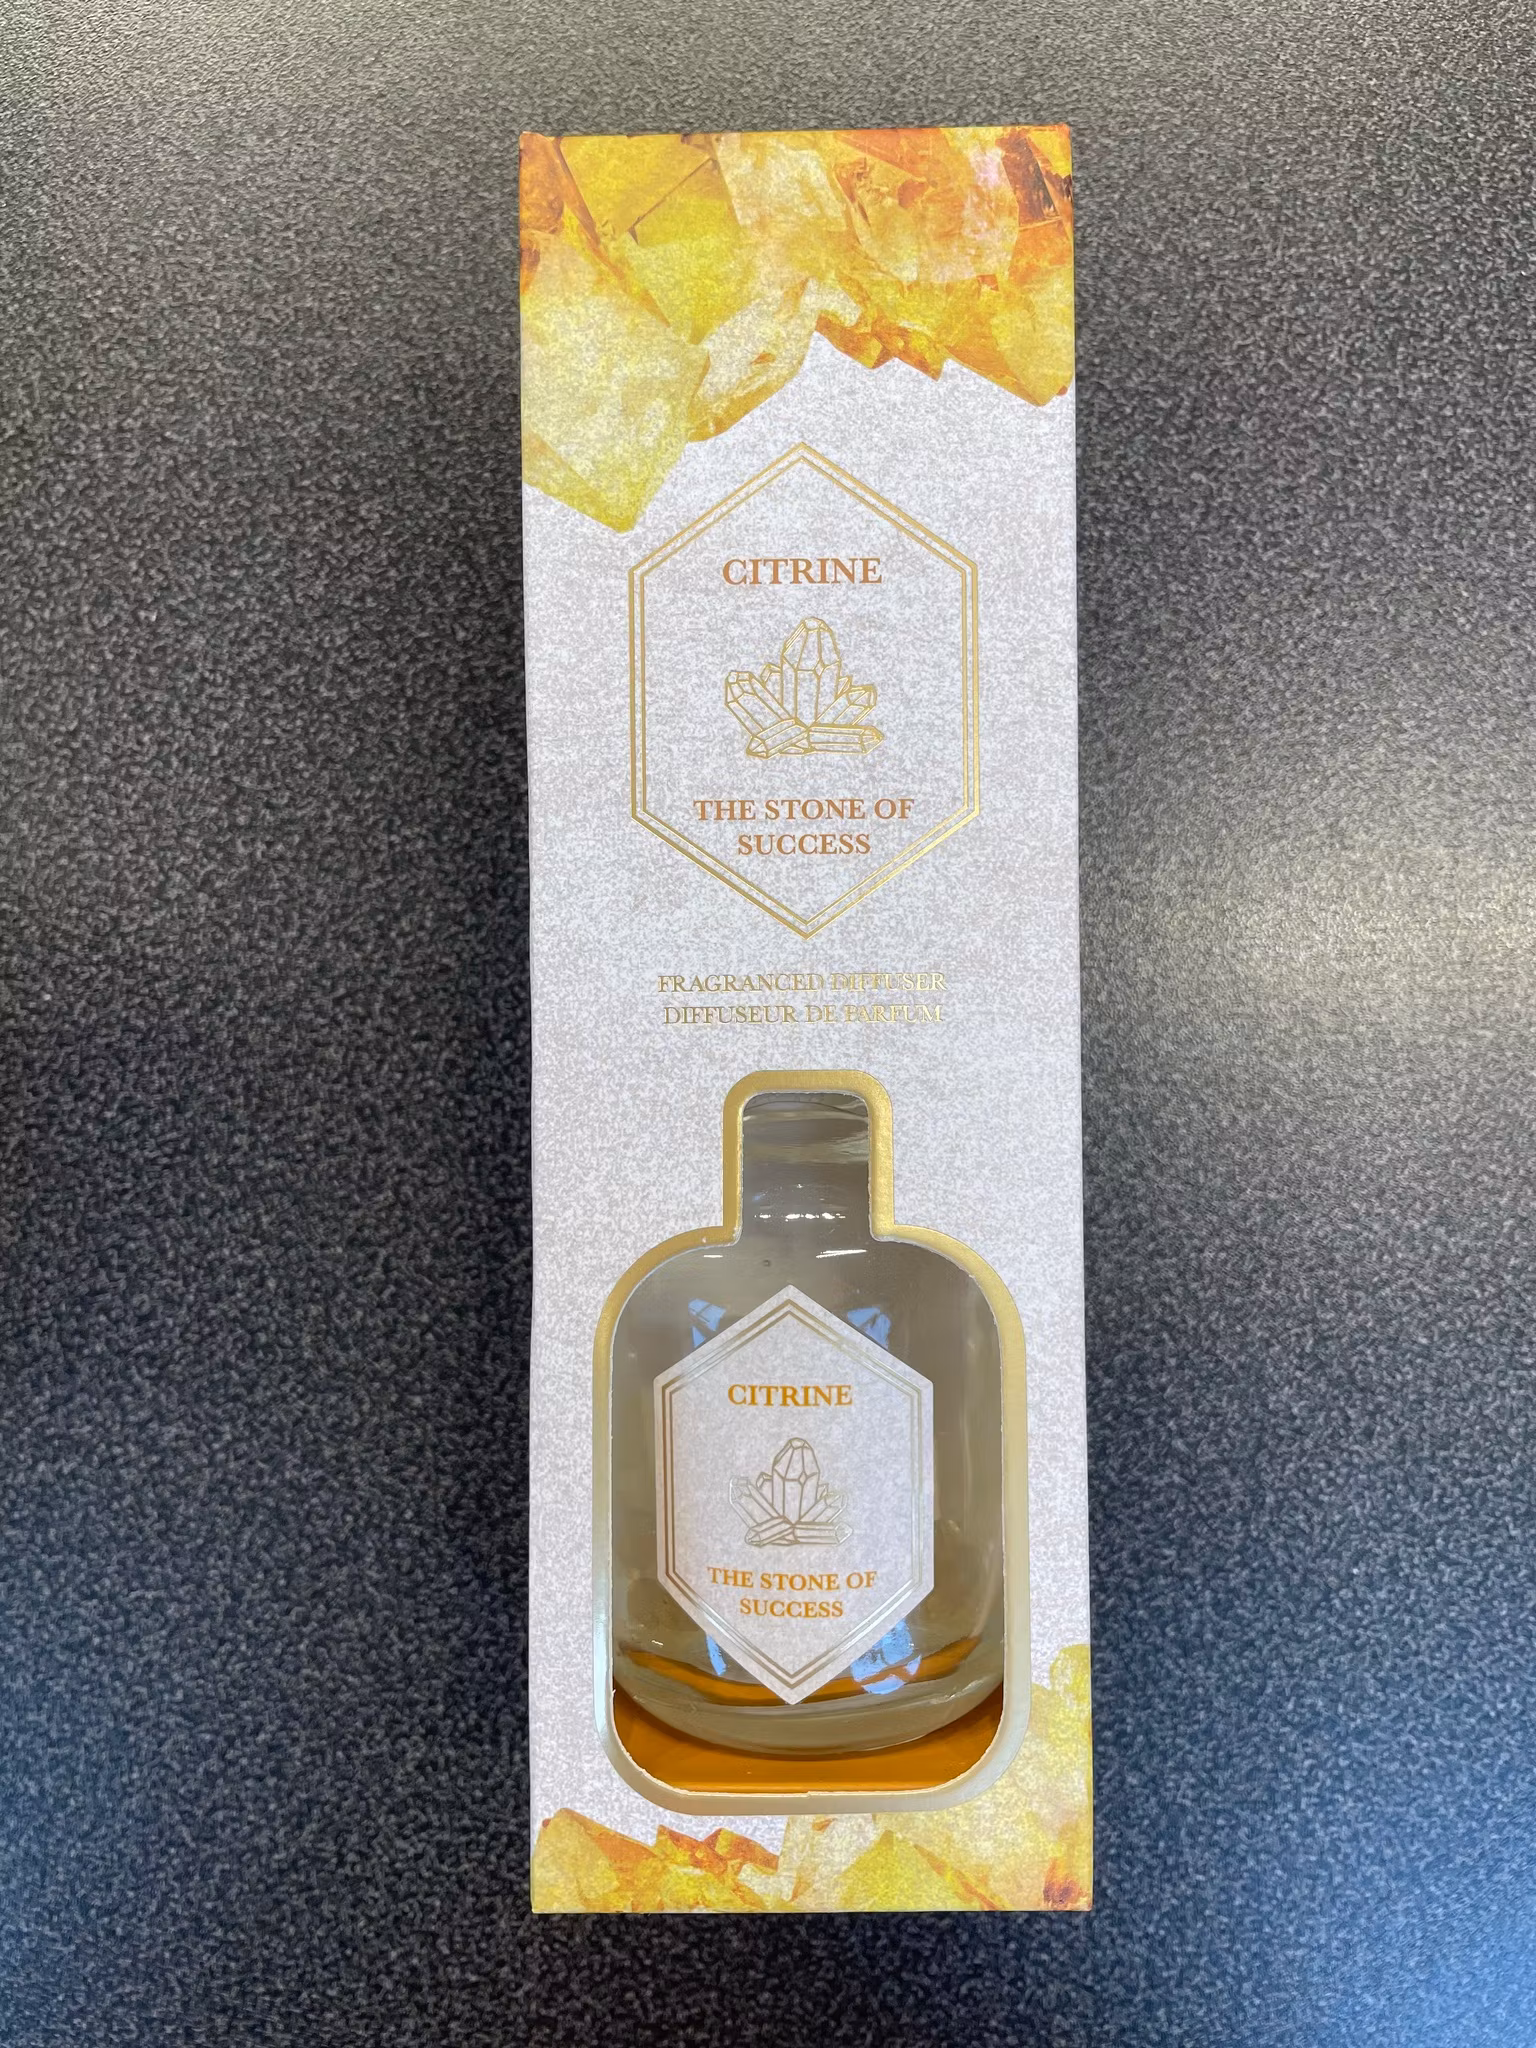 CITRINE
THE STONE OF
SUCCESS
FRAGRANCED DIFFUSER
DIFFUSEUR DE PARFUM
CITRINE
THE STONE OF
SUCCESS